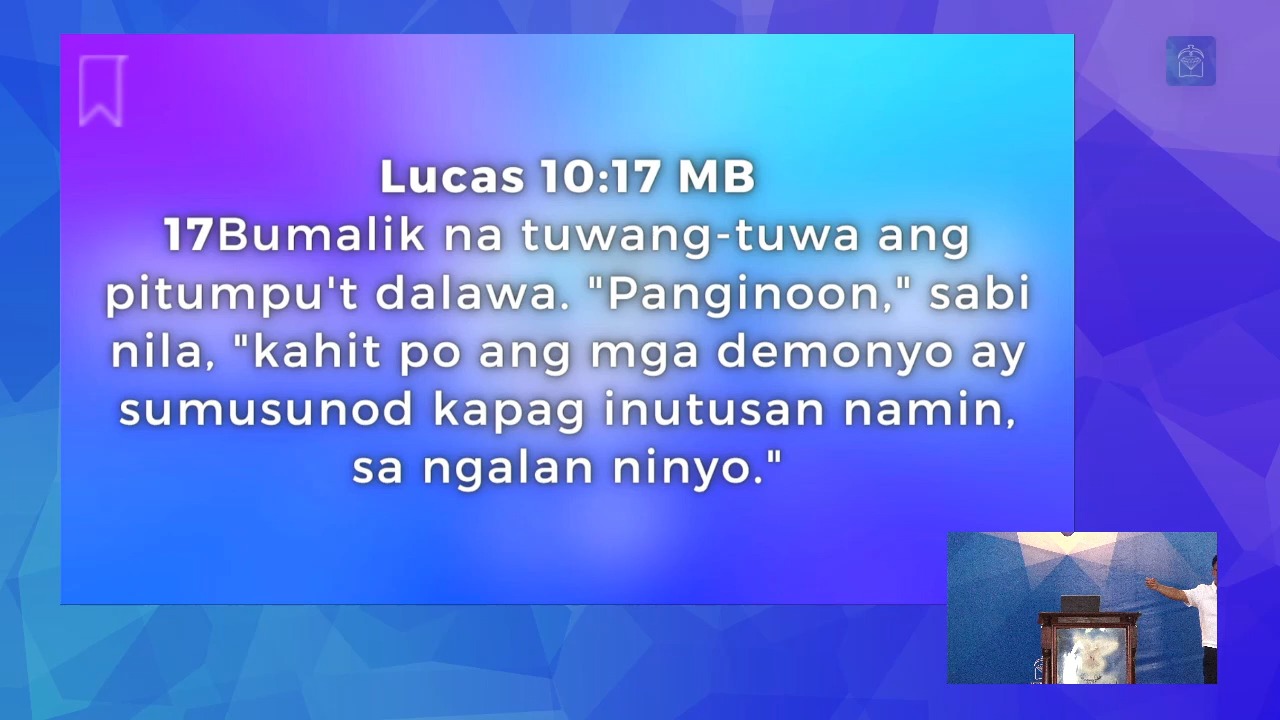 Lucas 10:17 MB
17Bumalik na tuwang-tuwa ang
pitumpu't dalawa. "Panginoon," sabi
nila, "kahit po ang mga demonyo ay
sumusunod kapag inutusan namin,
sa ngalan ninyo."